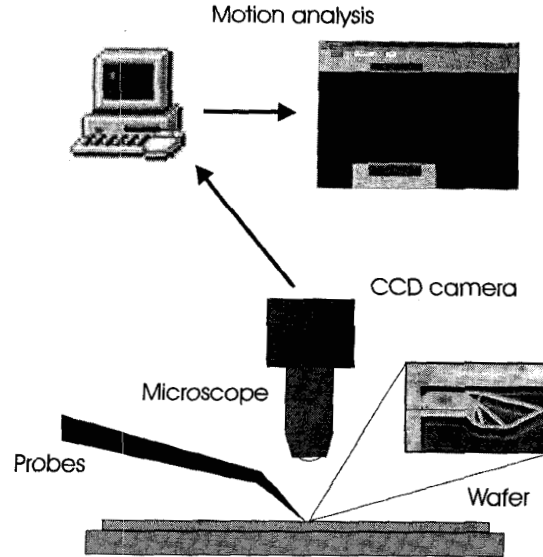 Motion analysis
CCD camera
Microscope
Probes
Wafer